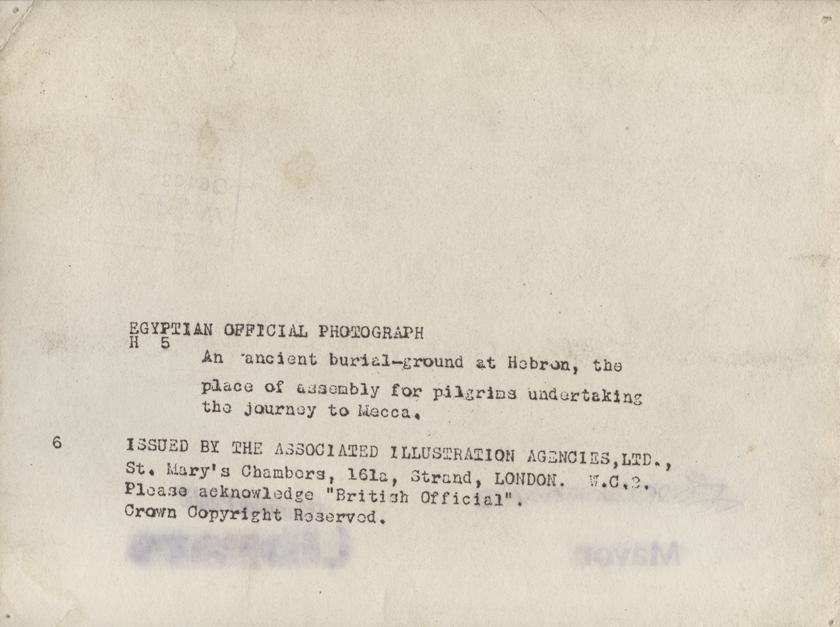 EGYPTIAN OFFICIAL PHOTOGRAPH
H 5
An ancient burial-ground at Hebron, the
place of assembly for pilgrims undertaking
the journey to Mecca.
6
ISSUED BY THE ASSOCIATED ILLUSTRATION AGENCIES,LTD.,
St. Mary's Chambers, 161a, Strand, LONDON. W.C.2.
Please acknowledge "British Official".
Crown Copyright Reserved.